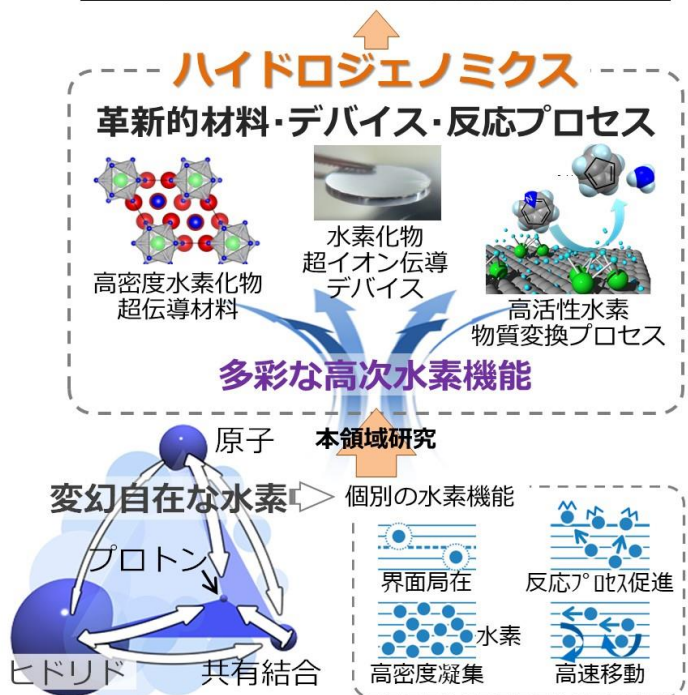 ハイドロジェノミクス
革新的材料・デバイス・反応プロセス
高密度水素化物
超伝導材料
水素化物
超イオン伝導
デバイス
N
高活性水素
物質変換プロセス
多彩な高次水素機能
原子
本領域研究
変幻自在な水素
個別の水素機能
プロトン
ヒドリド
共有結合
界面局在
反応プロセス促進
水素
高密度凝集
高速移動